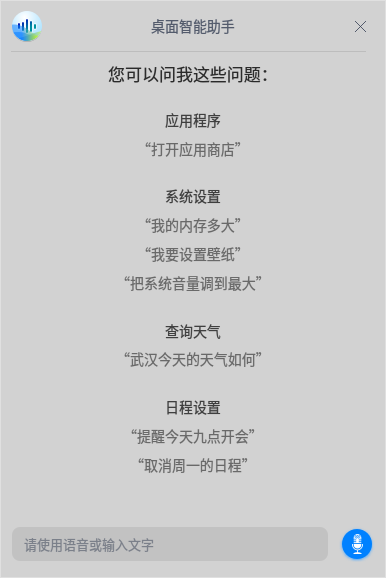 桌面智能助手
您可以问我这些问题：
应用程序
“打开应用商店”
系统设置
“我的内存多大”
“我要设置壁纸”
“把系统音量调到最大”
查询天气
“武汉今天的天气如何”
日程设置
“提醒今天九点开会”
“取消周一的日程”
请使用语音或输入文字